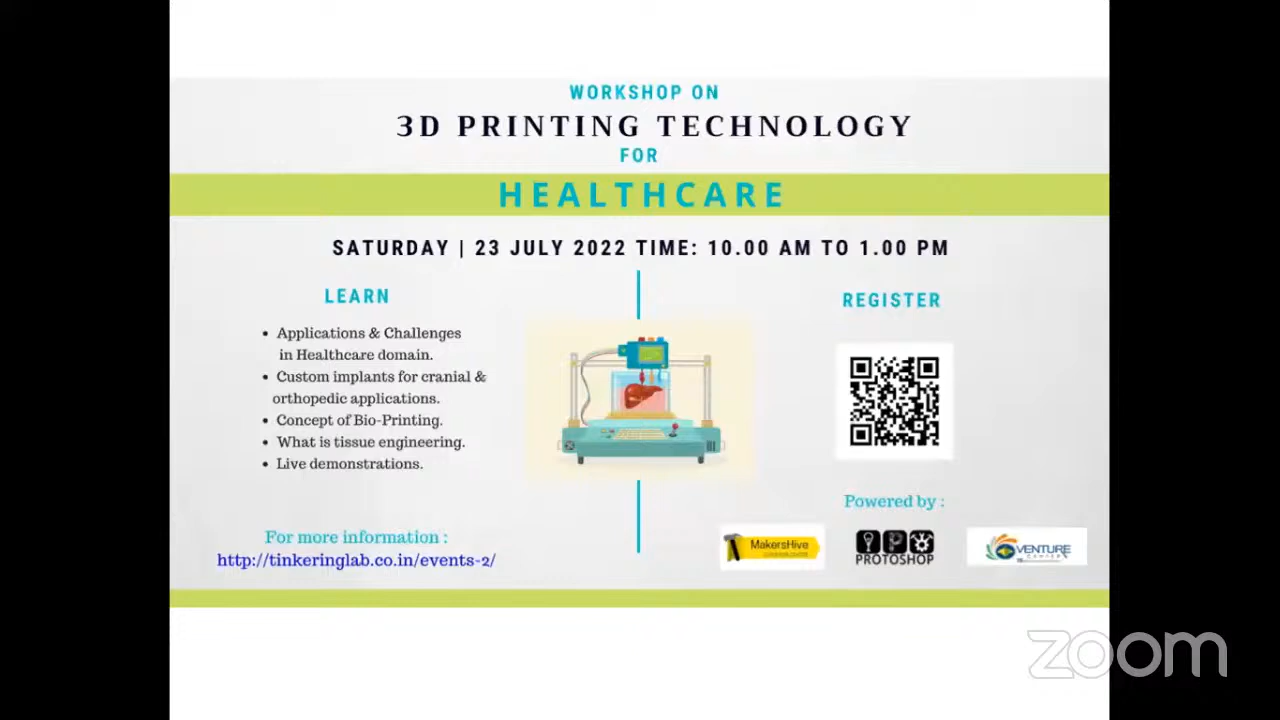 WORKSHOP ON
3D PRINTING TECHNOLOGY
FOR
HEALTHCARE
SATURDAY | 23 JULY 2022 TIME: 10.00 AM TO 1.00 PM
LEARN
• Applications & Challenges
in Healthcare domain.
• Custom implants for cranial &
orthopedic applications.
• Concept of Bio-Printing.
• What is tissue engineering.
• Live demonstrations.
For more information :
http://tinkeringlab.co.in/events-2/
REGISTER
Powered by :
MakersHive
PROTOSHOP
VENTURE
CENTER
zoom